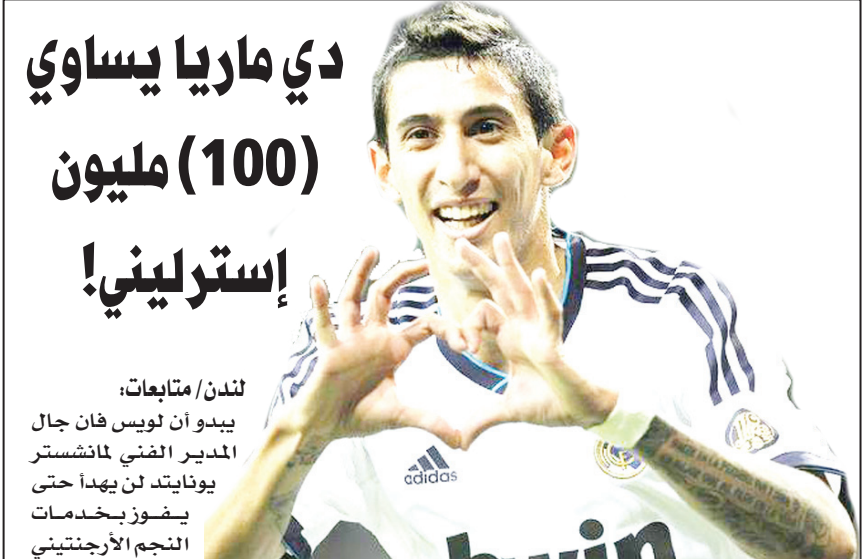 دي ماريا يساوي
(100) مليون
إسترليني!
لندن/ متابعات:
يبدو أن لويس فان جال
المدير الفني لمانشستر
يونايتد لن يهدأ حتى
يفوز بخدمات
النجم الأرجنتيني
adidas
bwin